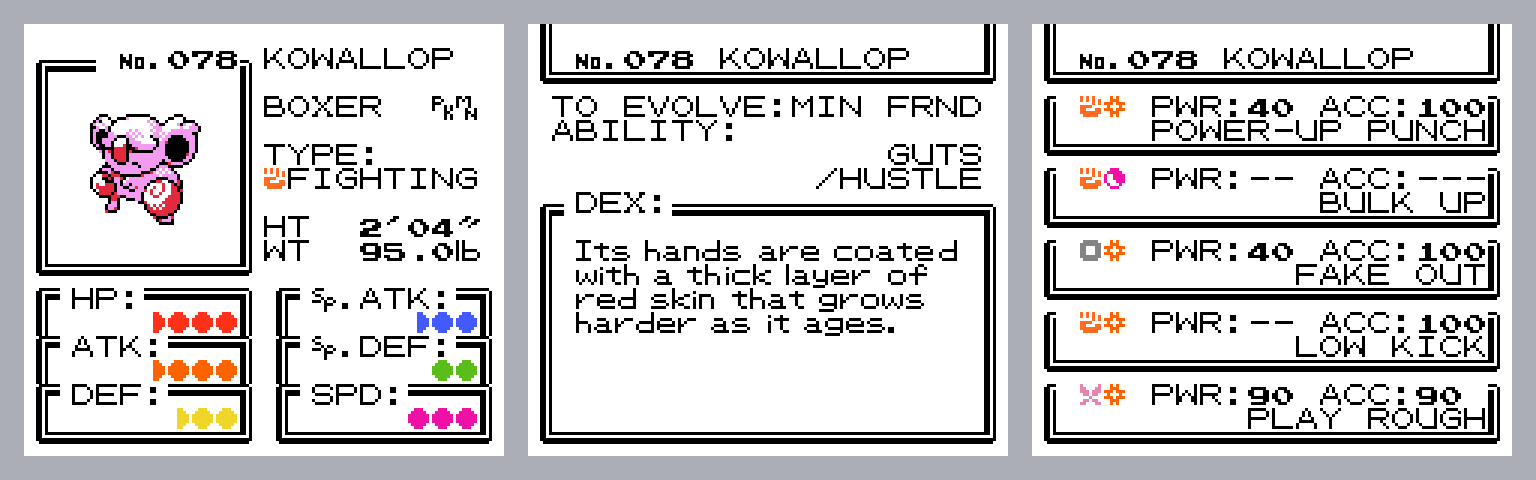 No.078 KOWALLOP
BOXER PKMN
TYPE:
FIGHTING
HT 2'04"
WT 95.0lb
HP:
Sp.ATK:
ATK:
Sp.DEF:
DEF:
SPD:
No.078 KOWALLOP
TO EVOLVE:MIN FRND
ABILITY:
GUTS
/HUSTLE
DEX:
Its hands are coated
with a thick layer of
red skin that grows
harder as it ages.
No.078 KOWALLOP
PWR:40 ACC:100
POWER-UP PUNCH
PWR:-- ACC:---
BULK UP
PWR:40 ACC:100
FAKE OUT
PWR:-- ACC:100
LOW KICK
PWR:90 ACC:90
PLAY ROUGH